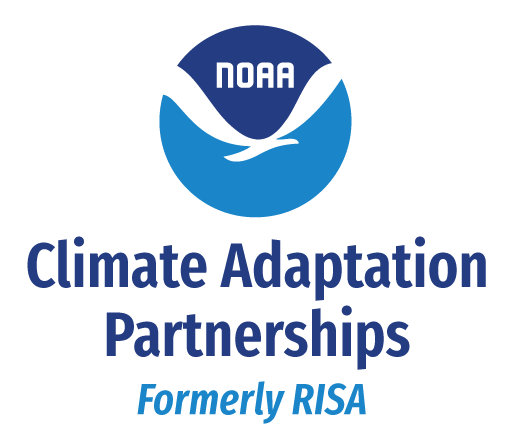 NOAA
Climate Adaptation
Partnerships
Formerly RISA